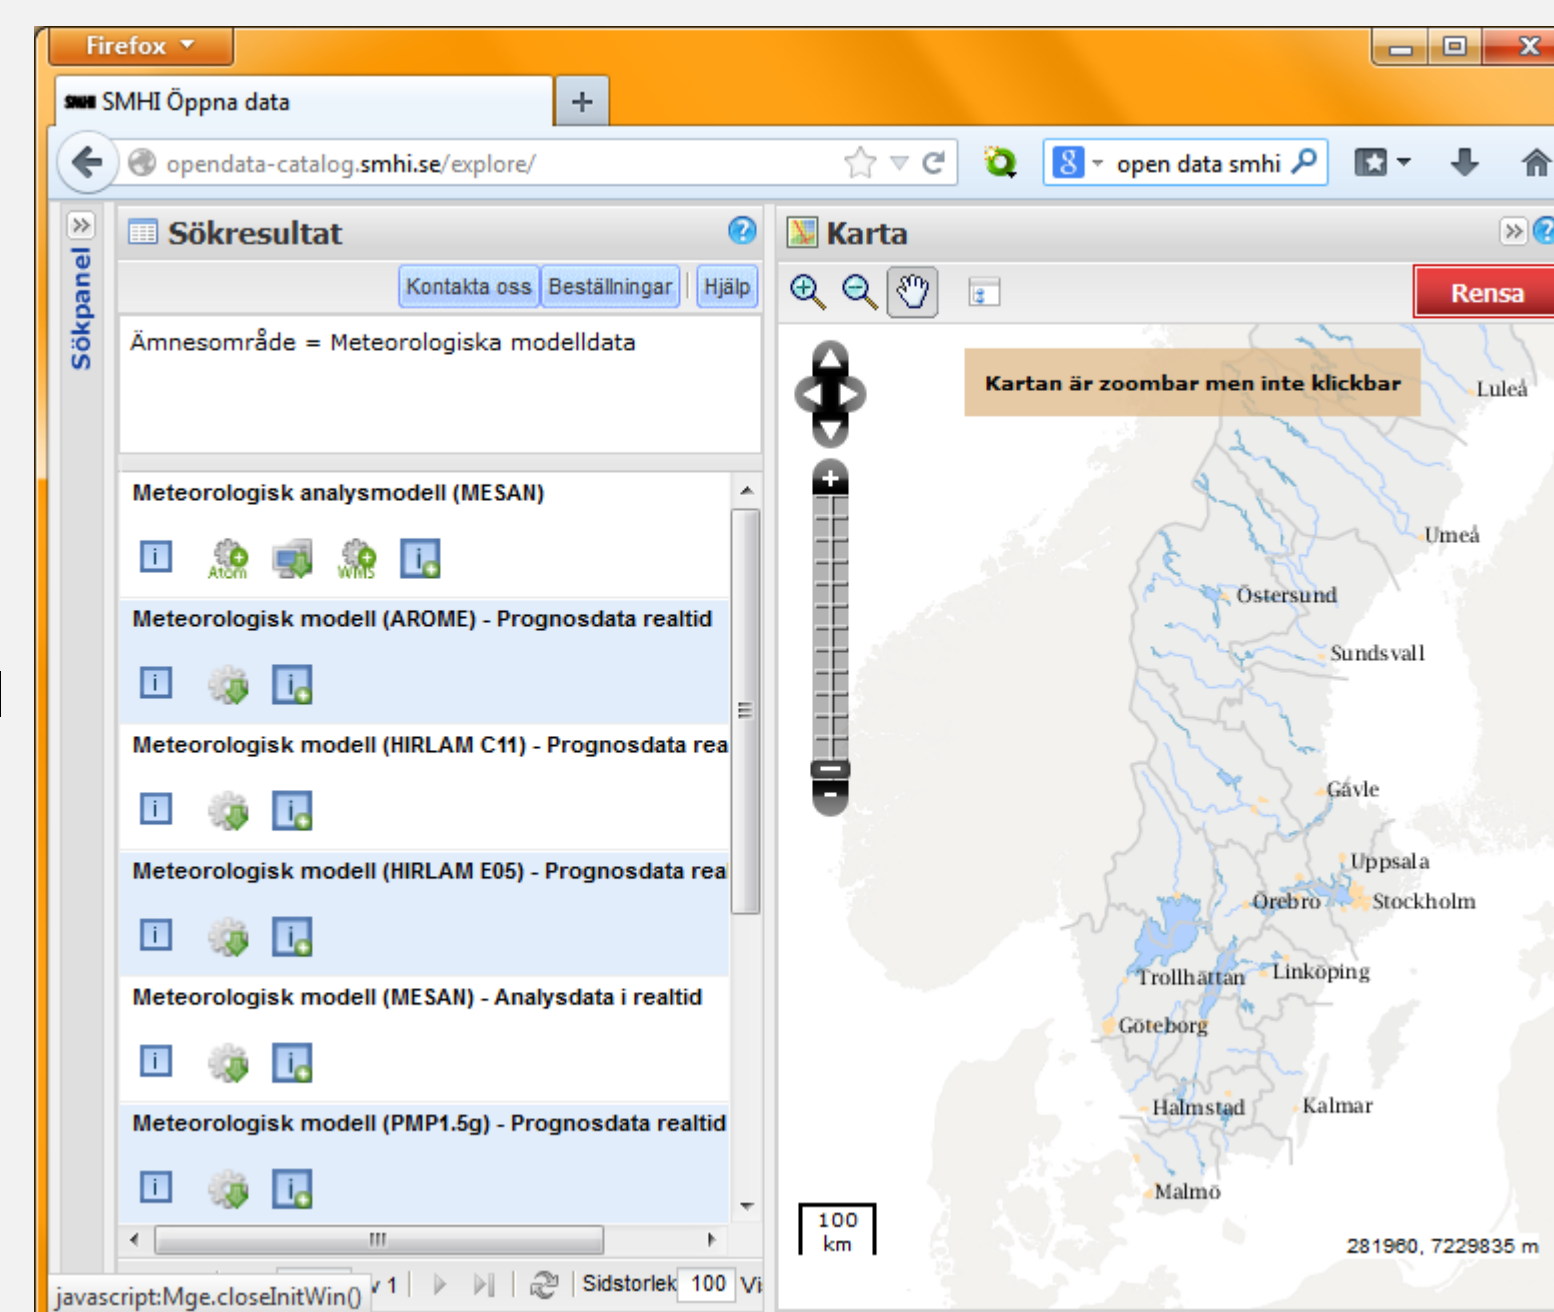 Firefox
SMHI SMHI Öppna data
opendata-catalog.smhi.se/explore/
8 open data smhi
Sökpanel
Sökresultat
Kontakta oss Beställningar Hjälp
Ämnesområde = Meteorologiska modelldata
Meteorologisk analysmodell (MESAN)
Atom WMS
Meteorologisk modell (AROME) - Prognosdata realtid
Meteorologisk modell (HIRLAM C11) - Prognosdata rea
Meteorologisk modell (HIRLAM E05) - Prognosdata rea
Meteorologisk modell (MESAN) - Analysdata i realtid
Meteorologisk modell (PMP1.5g) - Prognosdata realtid
v 1 Sidstorlek 100 Vi
javascript:Mge.closeInitWin()
Karta
Rensa
Kartan är zoombar men inte klickbar
Luleå
Umeå
Östersund
Sundsvall
Gävle
Uppsala
Örebro
Stockholm
Trollhättan
Linköping
Göteborg
Halmstad
Kalmar
Malmö
100
km
281960, 7229835 m